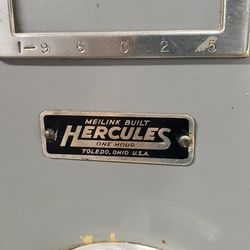 1-96025
MEILINK BUILT
HERCULES
ONE HOUR
TOLEDO, OHIO U.S.A.